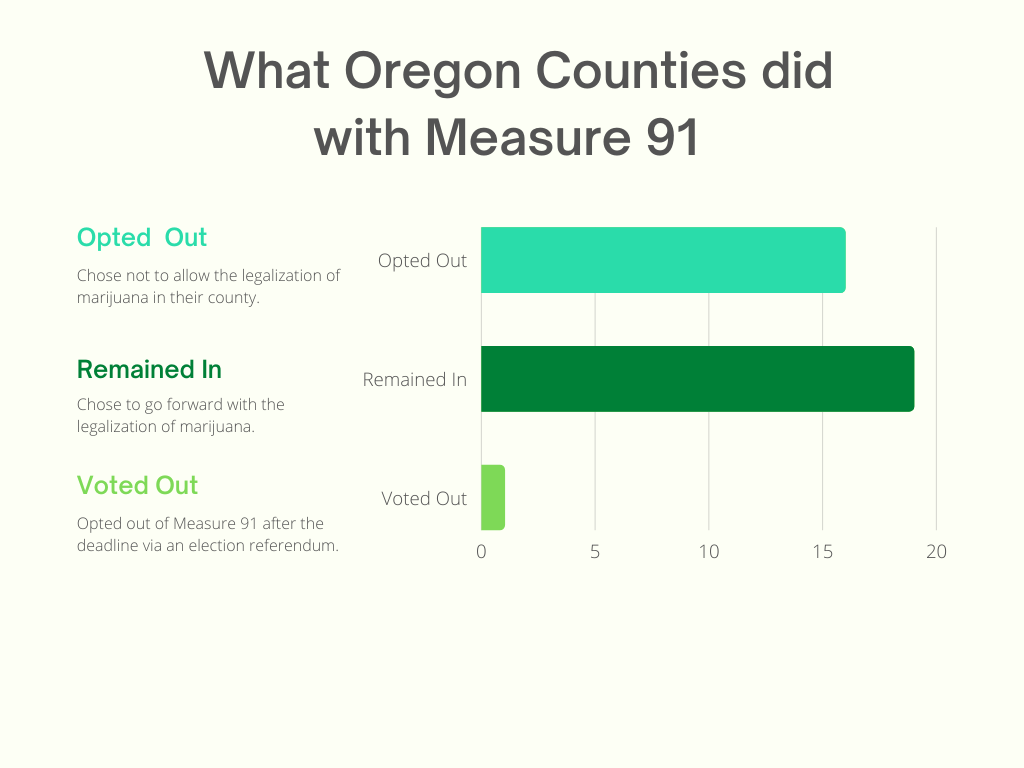 What Oregon Counties did
with Measure 91
Opted Out
Chose not to allow the legalization of
marijuana in their county.
Remained In
Chose to go forward with the
legalization of marijuana.
Voted Out
Opted out of Measure 91 after the
deadline via an election referendum.
Opted Out
Remained In
Voted Out
0 5 10 15 20